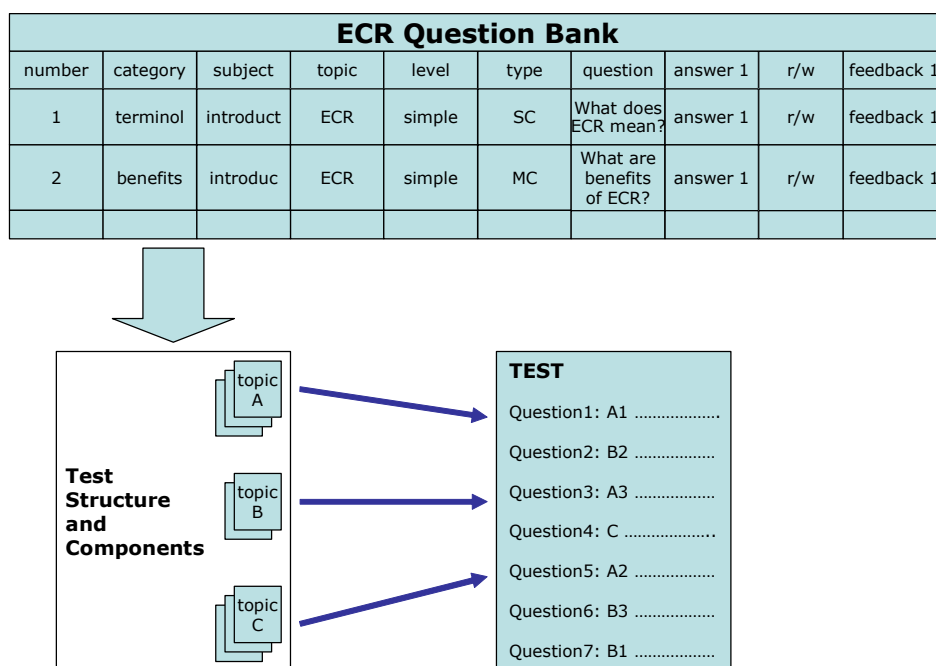 ECR Question Bank
number category subject topic level type question answer 1 r/w feedback 1
1 terminol introduct ECR simple SC What does ECR mean? answer 1 r/w feedback 1
2 benefits introduc ECR simple MC What are benefits of ECR? answer 1 r/w feedback 1
topic
A
Test
Structure
and
Components
topic
B
topic
C
TEST
Question1: A1 ...................
Question2: B2 ..................
Question3: A3 ..................
Question4: C .....................
Question5: A2 ..................
Question6: B3 ..................
Question7: B1 ..................